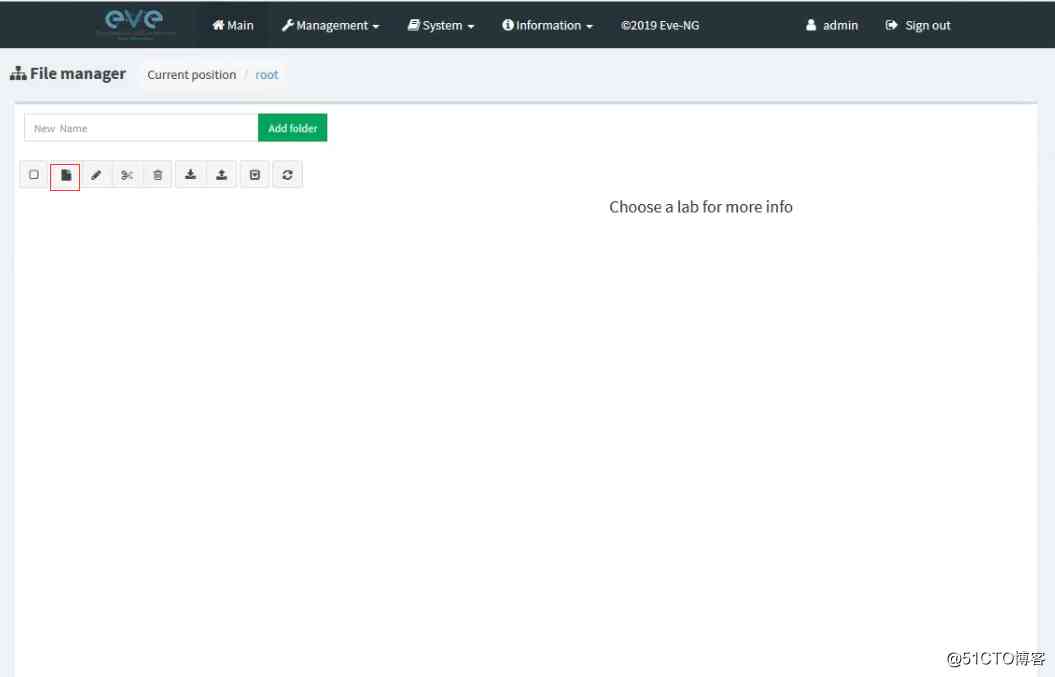 eve
Main
Management
System
Information
©2019 Eve-NG
admin
Sign out
File manager
Current position / root
New Name
Add folder
Choose a lab for more info
@51CTO博客